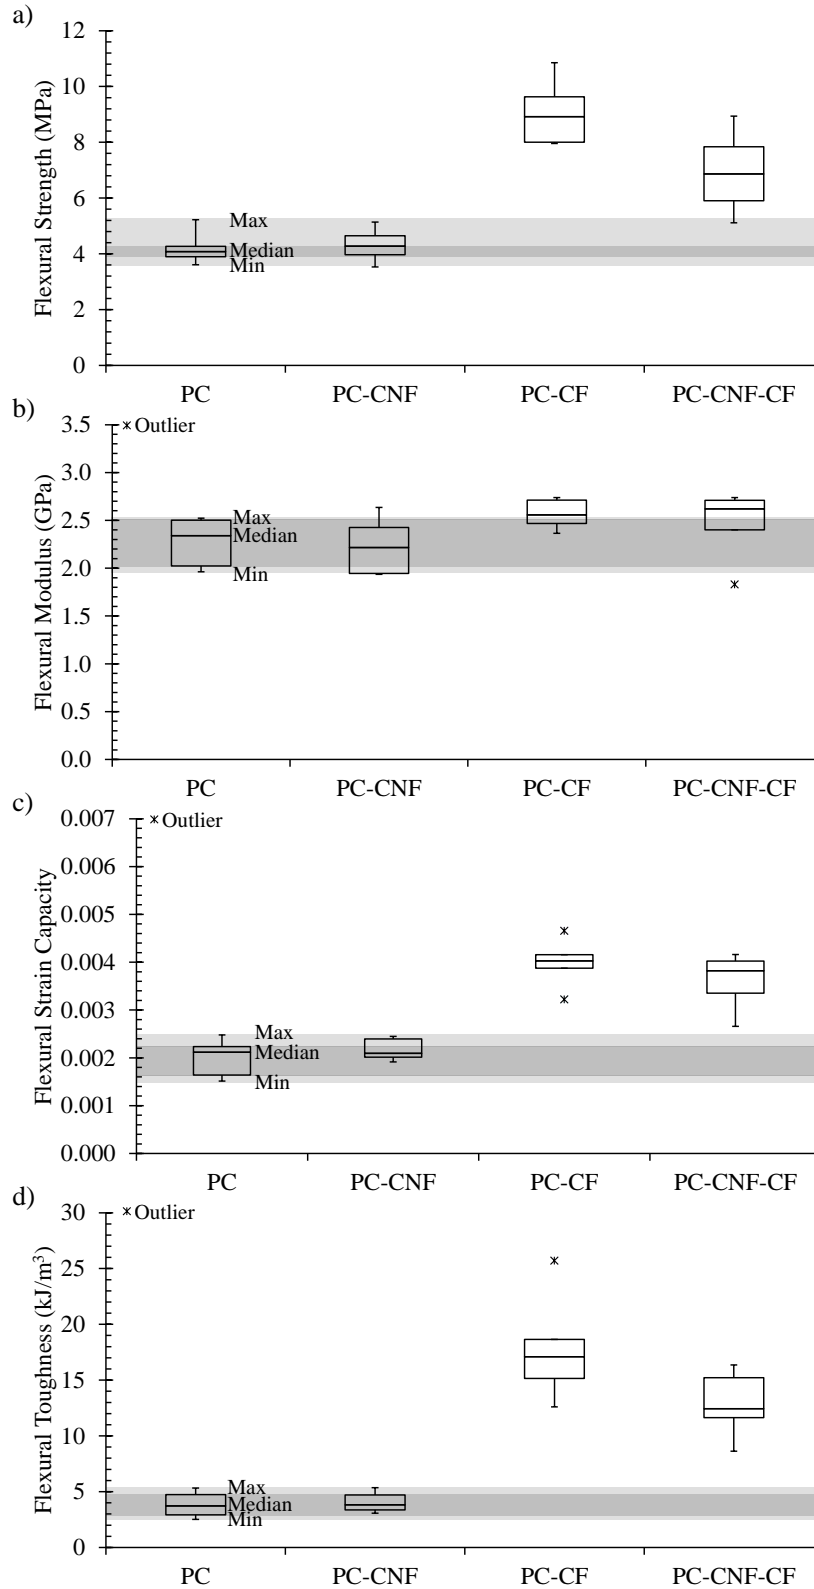 a)
Flexural Strength (MPa)
12
10
8
6
4
2
0
Max
Median
Min
PC PC-CNF PC-CF PC-CNF-CF
b)
Flexural Modulus (GPa)
3.5
3.0
2.5
2.0
1.5
1.0
0.5
0.0
Outlier
Max
Median
Min
PC PC-CNF PC-CF PC-CNF-CF
c)
Flexural Strain Capacity
0.007
0.006
0.005
0.004
0.003
0.002
0.001
0.000
Outlier
Max
Median
Min
PC PC-CNF PC-CF PC-CNF-CF
d)
Flexural Toughness (kJ/m³)
30
25
20
15
10
5
0
Outlier
Max
Median
Min
PC PC-CNF PC-CF PC-CNF-CF